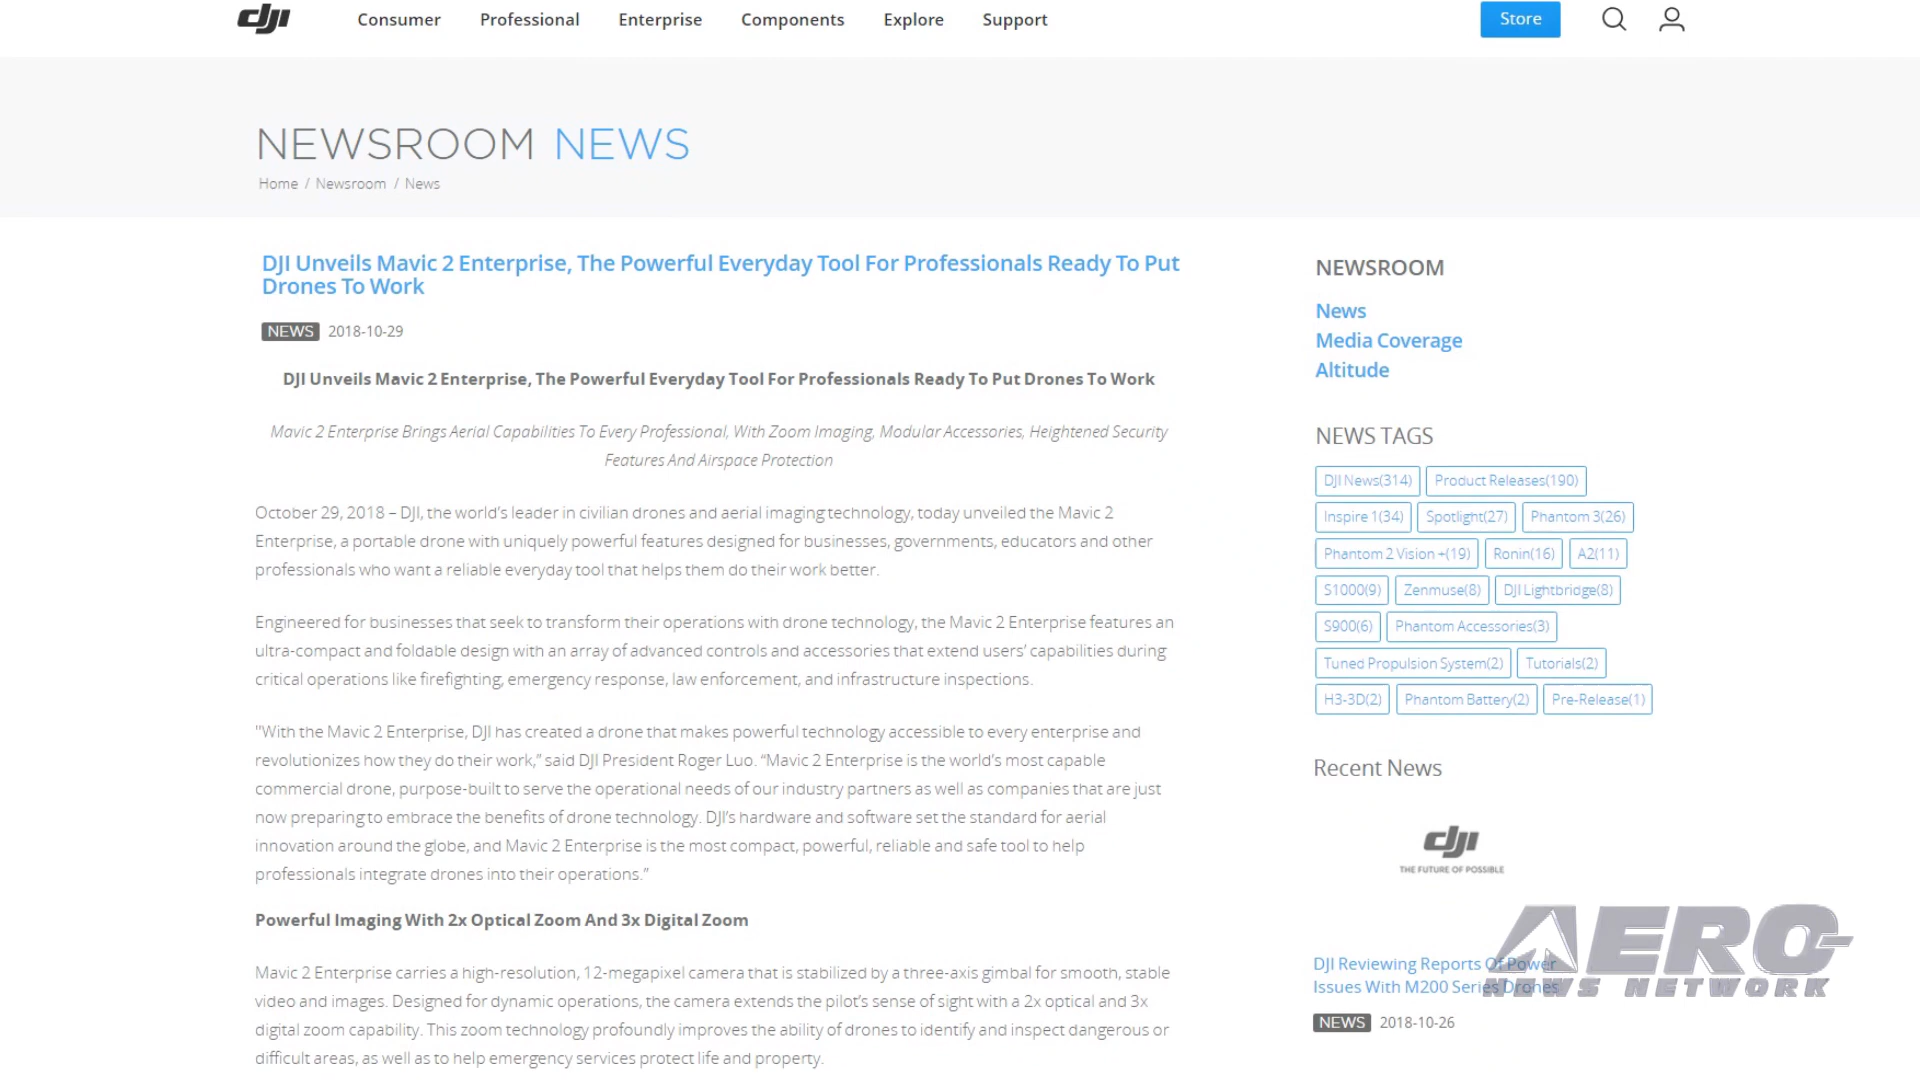 dji
Consumer
Professional
Enterprise
Components
Explore
Support
Store
NEWSROOM NEWS
Home / Newsroom / News
DJI Unveils Mavic 2 Enterprise, The Powerful Everyday Tool For Professionals Ready To Put
Drones To Work
NEWS 2018-10-29
DJI Unveils Mavic 2 Enterprise, The Powerful Everyday Tool For Professionals Ready To Put Drones To Work
Mavic 2 Enterprise Brings Aerial Capabilities To Every Professional, With Zoom Imaging, Modular Accessories, Heightened Security
Features And Airspace Protection
October 29, 2018 – DJI, the world's leader in civilian drones and aerial imaging technology, today unveiled the Mavic 2
Enterprise, a portable drone with uniquely powerful features designed for businesses, governments, educators and other
professionals who want a reliable everyday tool that helps them do their work better.
Engineered for businesses that seek to transform their operations with drone technology, the Mavic 2 Enterprise features an
ultra-compact and foldable design with an array of advanced controls and accessories that extend users' capabilities during
critical operations like firefighting, emergency response, law enforcement, and infrastructure inspections.
"With the Mavic 2 Enterprise, DJI has created a drone that makes powerful technology accessible to every enterprise and
revolutionizes how they do their work,” said DJI President Roger Luo. “Mavic 2 Enterprise is the world's most capable
commercial drone, purpose-built to serve the operational needs of our industry partners as well as companies that are just
now preparing to embrace the benefits of drone technology. DJI's hardware and software set the standard for aerial
innovation around the globe, and Mavic 2 Enterprise is the most compact, powerful, reliable and safe tool to help
professionals integrate drones into their operations.”
Powerful Imaging With 2x Optical Zoom And 3x Digital Zoom
Mavic 2 Enterprise carries a high-resolution, 12-megapixel camera that is stabilized by a three-axis gimbal for smooth, stable
video and images. Designed for dynamic operations, the camera extends the pilot's sense of sight with a 2x optical and 3x
digital zoom capability. This zoom technology profoundly improves the ability of drones to identify and inspect dangerous or
difficult areas, as well as to help emergency services protect life and property.
NEWSROOM
News
Media Coverage
Altitude
NEWS TAGS
DJI News(314) Product Releases(190)
Inspire 1(34) Spotlight(27) Phantom 3(26)
Phantom 2 Vision +(19) Ronin(16) A2(11)
S1000(9) Zenmuse(8) DJI Lightbridge(8)
S900(6) Phantom Accessories(3)
Tuned Propulsion System(2) Tutorials(2)
H3-3D(2) Phantom Battery(2) Pre-Release(1)
Recent News
dji
THE FUTURE OF POSSIBLE
DJI Reviewing Reports Of Power
Issues With M200 Series Drones
NEWS 2018-10-26
AERO-
NEWS NETWORK